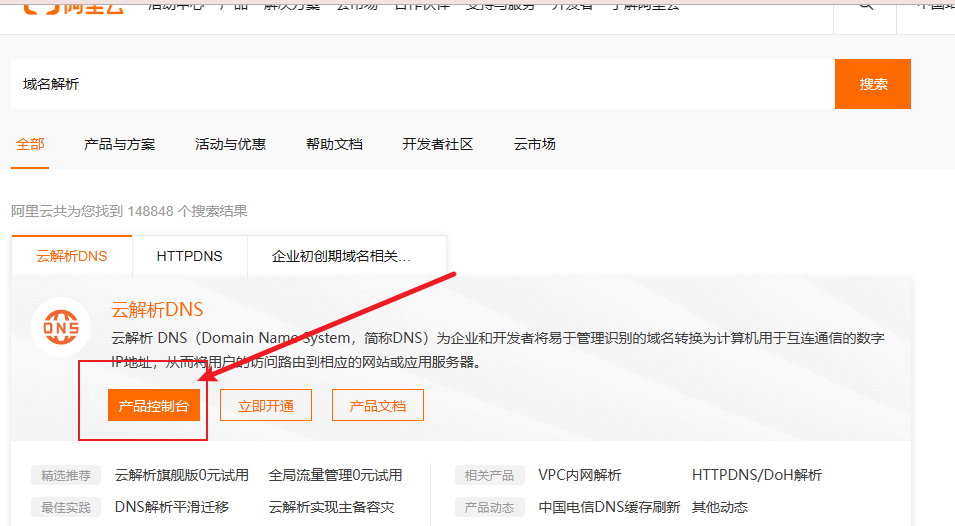 阿里云 活动中心 产品 解决方案 云市场 合作伙伴 支持与服务 开发者 了解阿里云 中国站
域名解析 搜索
全部 产品与方案 活动与优惠 帮助文档 开发者社区 云市场
阿里云共为您找到 148848 个搜索结果
云解析DNS HTTPDNS 企业初创期域名相关...
云解析DNS
DNS
云解析 DNS（Domain Name System，简称DNS）为企业和开发者将易于管理识别的域名转换为计算机用于互连通信的数字
IP地址，从而将用户的访问路由到相应的网站或应用服务器。
产品控制台 立即开通 产品文档
精选推荐 云解析旗舰版0元试用 全局流量管理0元试用 相关产品 VPC内网解析 HTTPDNS/DoH解析
最佳实践 DNS解析平滑迁移 云解析实现主备容灾 产品动态 中国电信DNS缓存刷新 其他动态